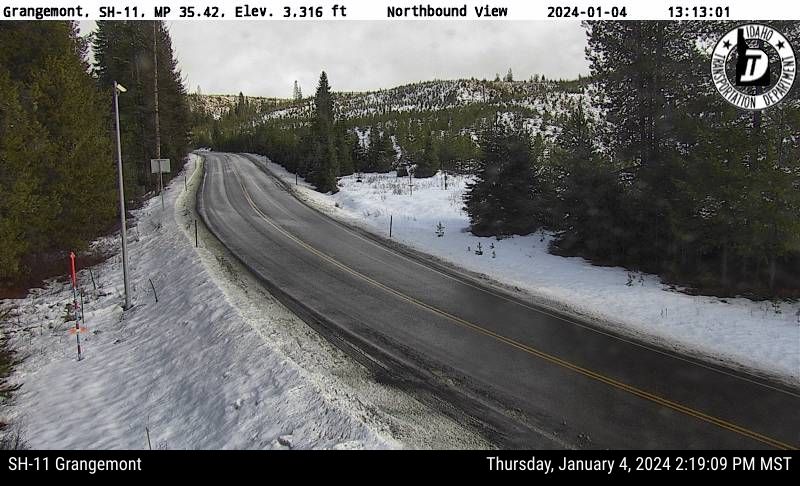 Grangemont, SH-11, MP 35.42, Elev. 3,316 ft Northbound View 2024-01-04 13:13:01
IDAHO
TRANSPORTATION DEPARTMENT
SH-11 Grangemont Thursday, January 4, 2024 2:19:09 PM MST